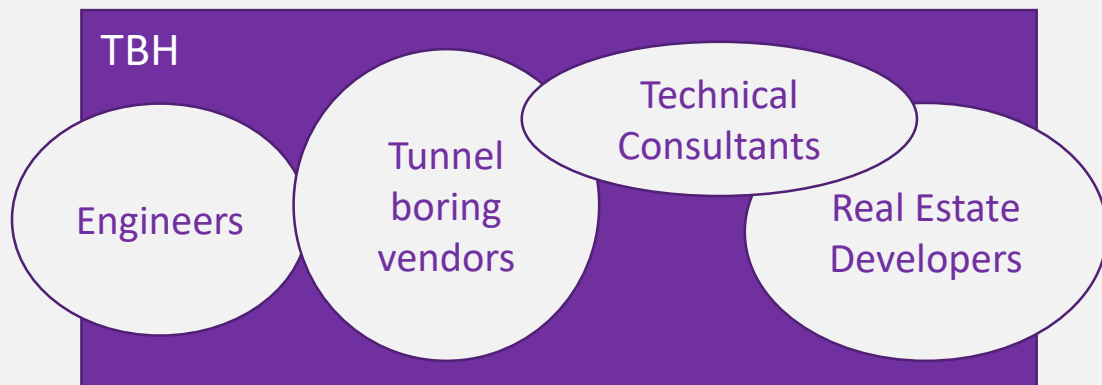 TBH
Engineers
Tunnel
boring
vendors
Technical
Consultants
Real Estate
Developers